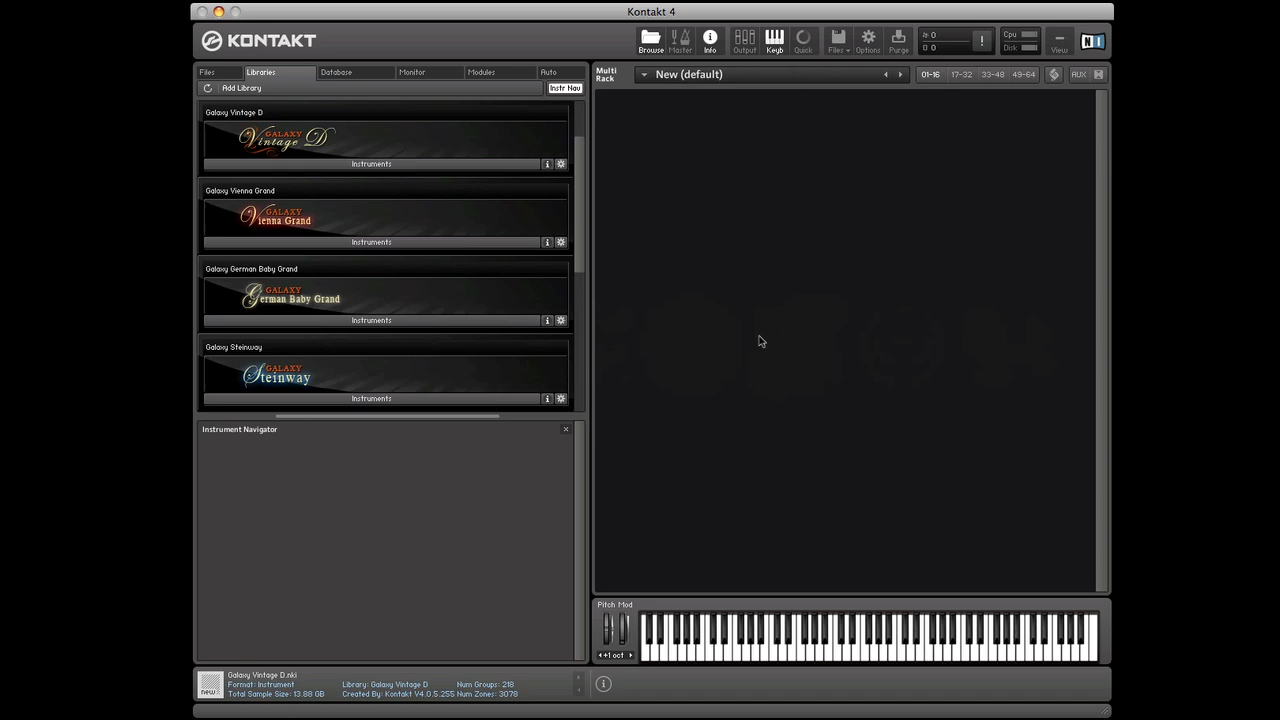 Kontakt 4
KONTAKT
Browse
Master
Info
Output
Keyb
Quick
Files
Options
Purge
0
0
!
Cpu
Disk
View
NI
Files
Libraries
Database
Monitor
Modules
Auto
Add Library
Instr Nav
Multi
Rack
New (default)
01-16
17-32
33-48
49-64
AUX
Galaxy Vintage D
GALAXY
Vintage D
Instruments
Galaxy Vienna Grand
GALAXY
Vienna Grand
Instruments
Galaxy German Baby Grand
GALAXY
German Baby Grand
Instruments
Galaxy Steinway
GALAXY
Steinway
Instruments
Instrument Navigator
Pitch Mod
+1 oct
new
Galaxy Vintage D.nki
Format: Instrument Library: Galaxy Vintage D Num Groups: 218
Total Sample Size: 13.88 GB Created By: Kontakt V4.0.5.255 Num Zones: 3078